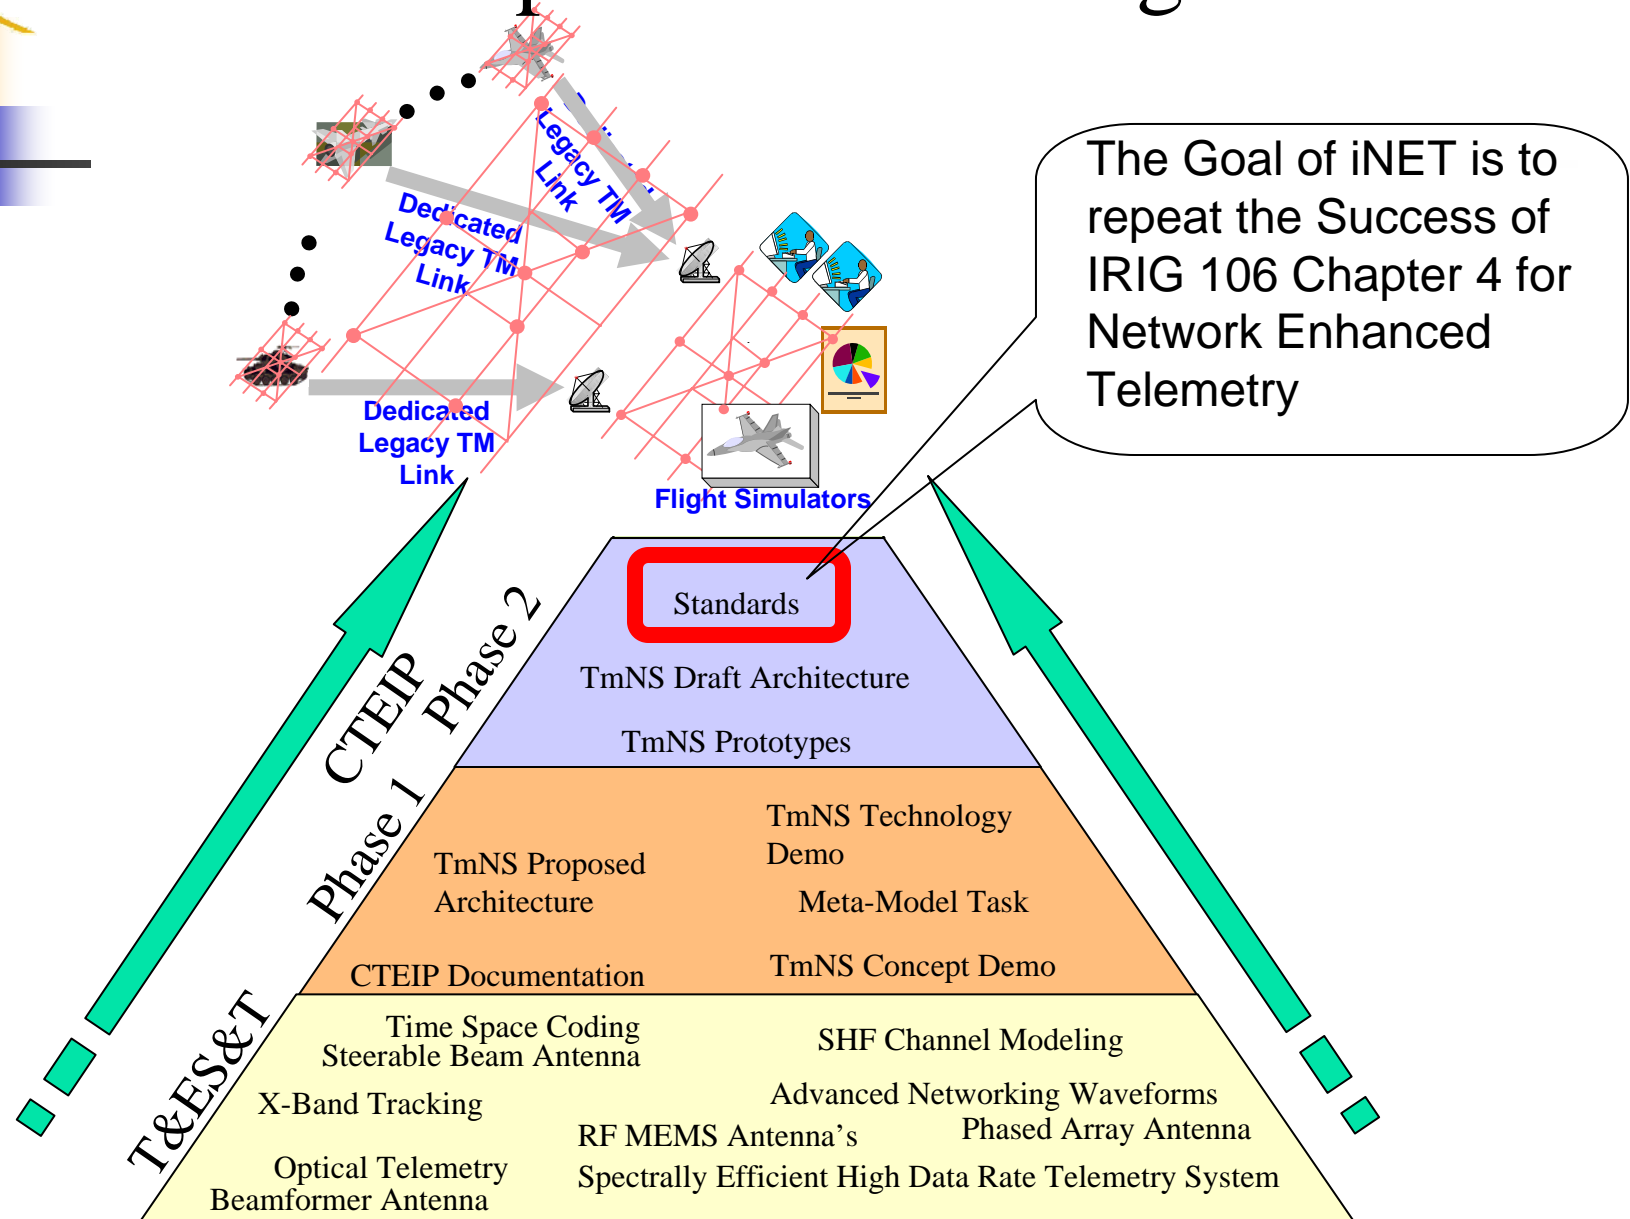 Legacy TM
Link
Dedicated
Legacy TM
Link
Dedicated
Legacy TM
Link
Flight Simulators
The Goal of iNET is to
repeat the Success of
IRIG 106 Chapter 4 for
Network Enhanced
Telemetry
CTEIP
Phase 2
Standards
TmNS Draft Architecture
TmNS Prototypes
Phase 1
TmNS Technology
Demo
TmNS Proposed
Architecture
Meta-Model Task
CTEIP Documentation
TmNS Concept Demo
T&ES&T
Time Space Coding
Steerable Beam Antenna
SHF Channel Modeling
X-Band Tracking
Advanced Networking Waveforms
RF MEMS Antenna's
Phased Array Antenna
Optical Telemetry
Spectrally Efficient High Data Rate Telemetry System
Beamformer Antenna